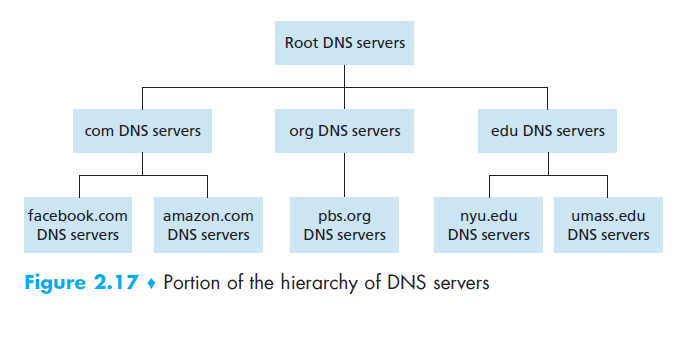 Root DNS servers
com DNS servers
org DNS servers
edu DNS servers
facebook.com
DNS servers
amazon.com
DNS servers
pbs.org
DNS servers
nyu.edu
DNS servers
umass.edu
DNS servers
Figure 2.17 ♦ Portion of the hierarchy of DNS servers